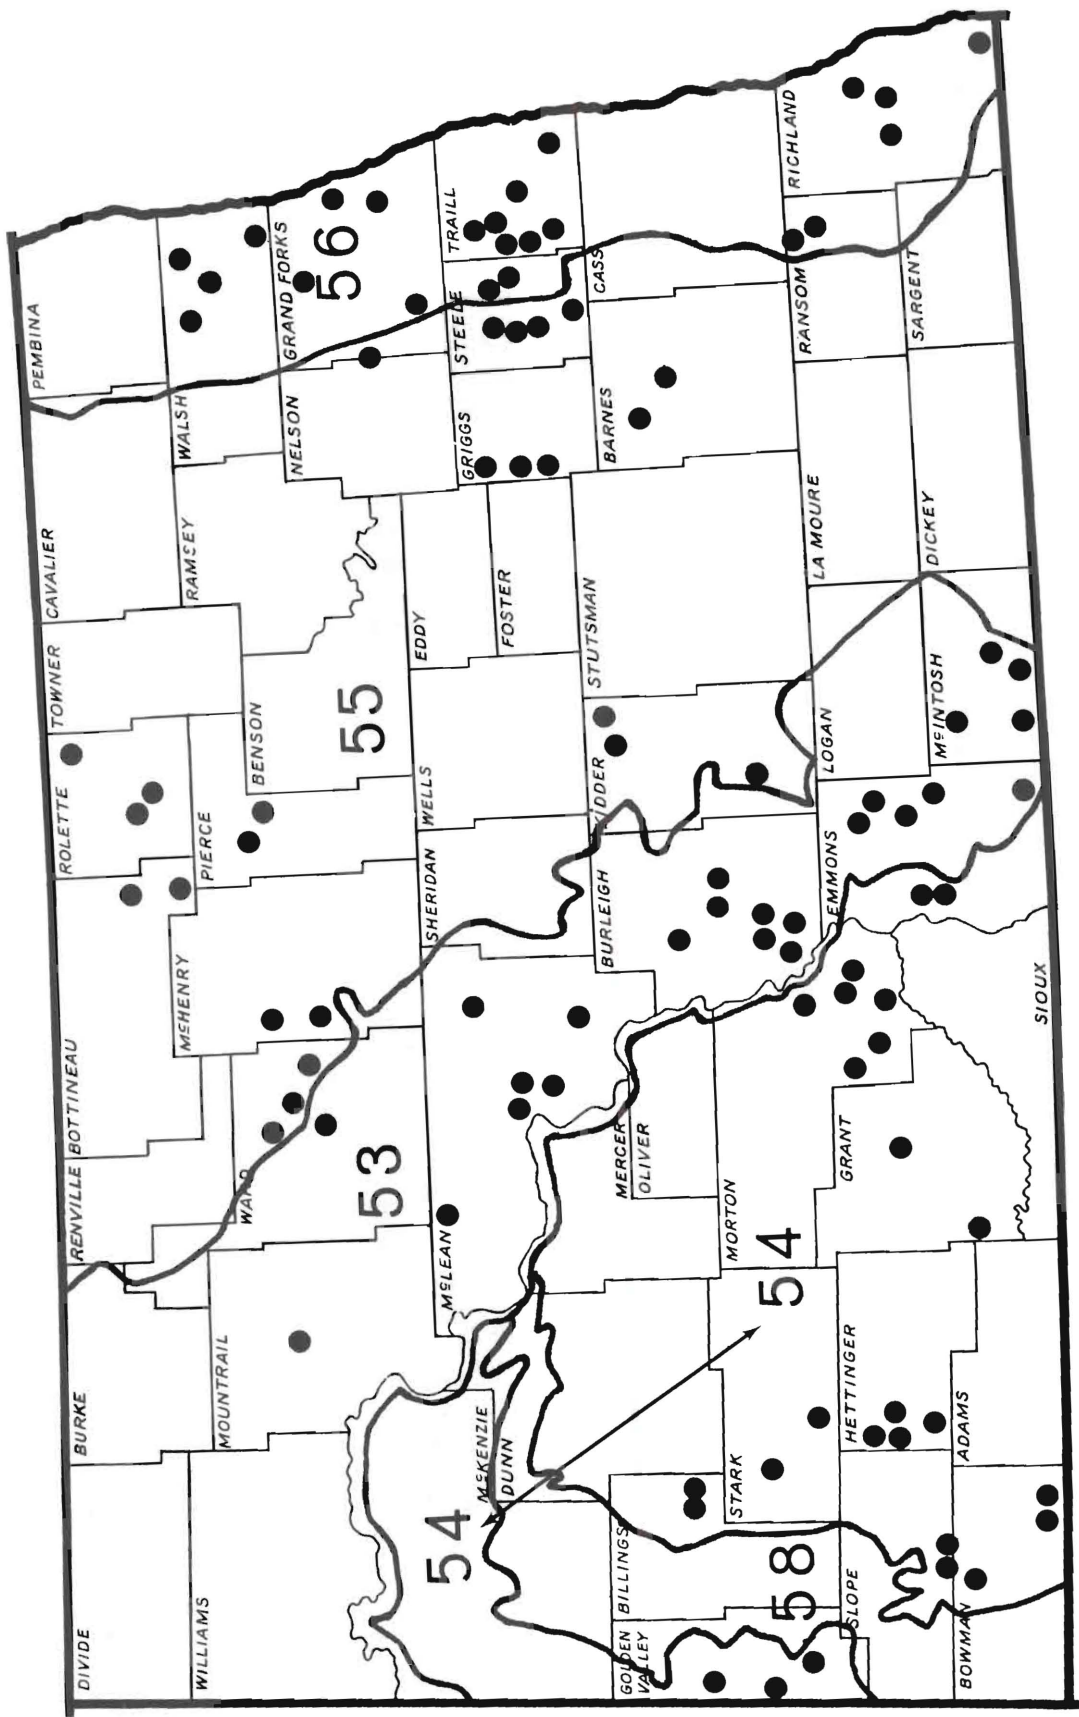 DIVIDE
BURKE
RENVILLE
BOTTINEAU
ROLETTE
TOWNER
CAVALIER
PEMBINA
WILLIAMS
MOUNTRAIL
WARD
McHENRY
PIERCE
BENSON
RAMSEY
WALSH
NELSON
GRAND FORKS
53
55
56
54
McKENZIE
DUNN
McLEAN
SHERIDAN
WELLS
EDDY
FOSTER
GRIGGS
STEELE
TRAILL
GOLDEN
VALLEY
BILLINGS
STARK
MERCER
OLIVER
BURLEIGH
KIDDER
STUTSMAN
BARNES
CASS
58
54
MORTON
SLOPE
HETTINGER
GRANT
EMMONS
LOGAN
LA MOURE
RANSOM
RICHLAND
BOWMAN
ADAMS
SIOUX
McINTOSH
DICKEY
SARGENT